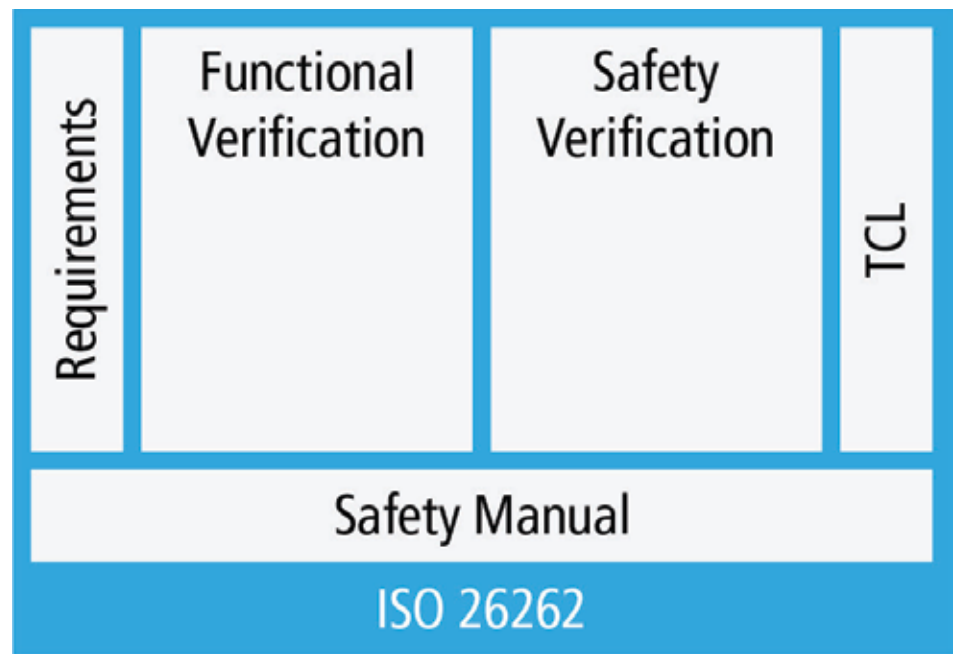 Requirements
Functional
Verification
Safety
Verification
TCL
Safety Manual
ISO 26262